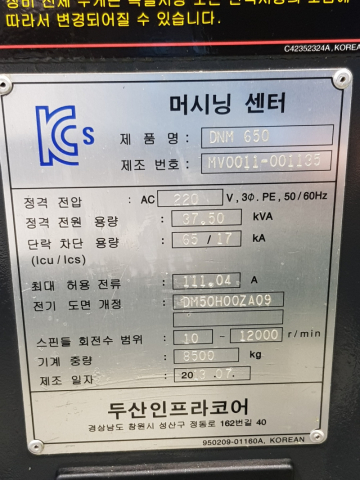 따라서 변경되어질 수 있습니다.
C42352324A, KOREAN
KCs
머시닝 센터
제 품 명 : DNM 650
제조 번호 : MV0011-001135
정격 전압 : AC 220 V, 3Φ. PE, 50/60Hz
정격 전원 용량 : 37.50 kVA
단락 차단 용량 : 65 / 17 kA
(Icu/Ics)
최대 허용 전류 : 111.04 A
전기 도면 개정 : DM50H00ZA09
스핀들 회전수 범위 : 10 - 12000 r/min
기계 중량 : 8500 kg
제조 일자 :
두산인프라코어
경상남도 창원시 성산구 정동로 162번길 40
950209-01160A, KOREAN